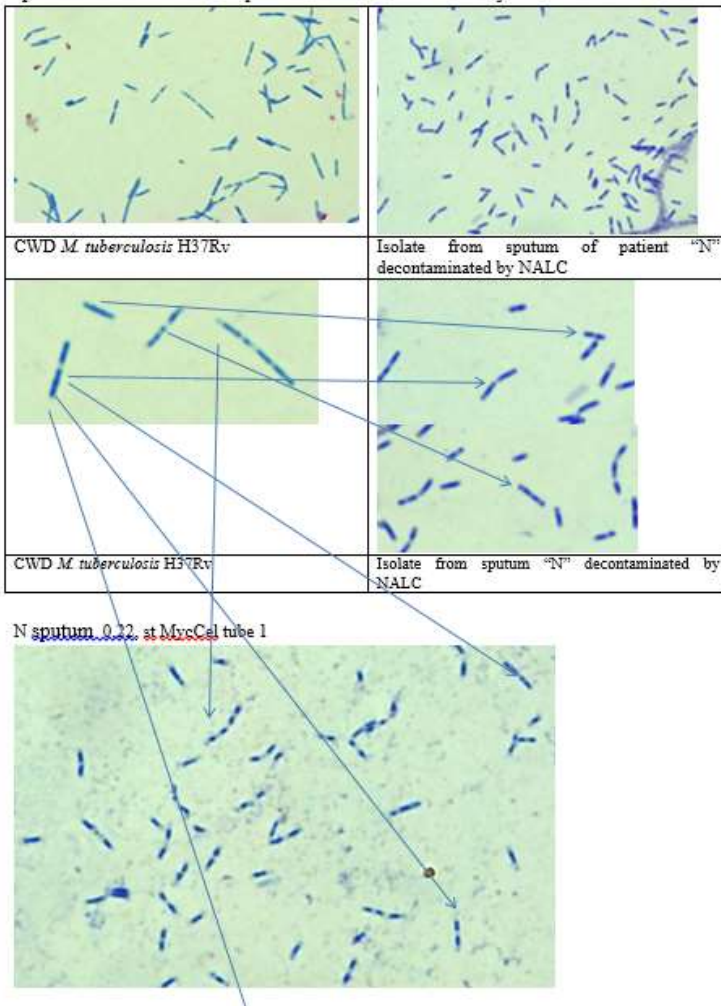 CWD M. tuberculosis H37Rv
Isolate from sputum of patient “N”
decontaminated by NALC
CWD M. tuberculosis H37Rv
Isolate from sputum “N” decontaminated by
NALC
N sputum 0.22. st MycCel tube 1